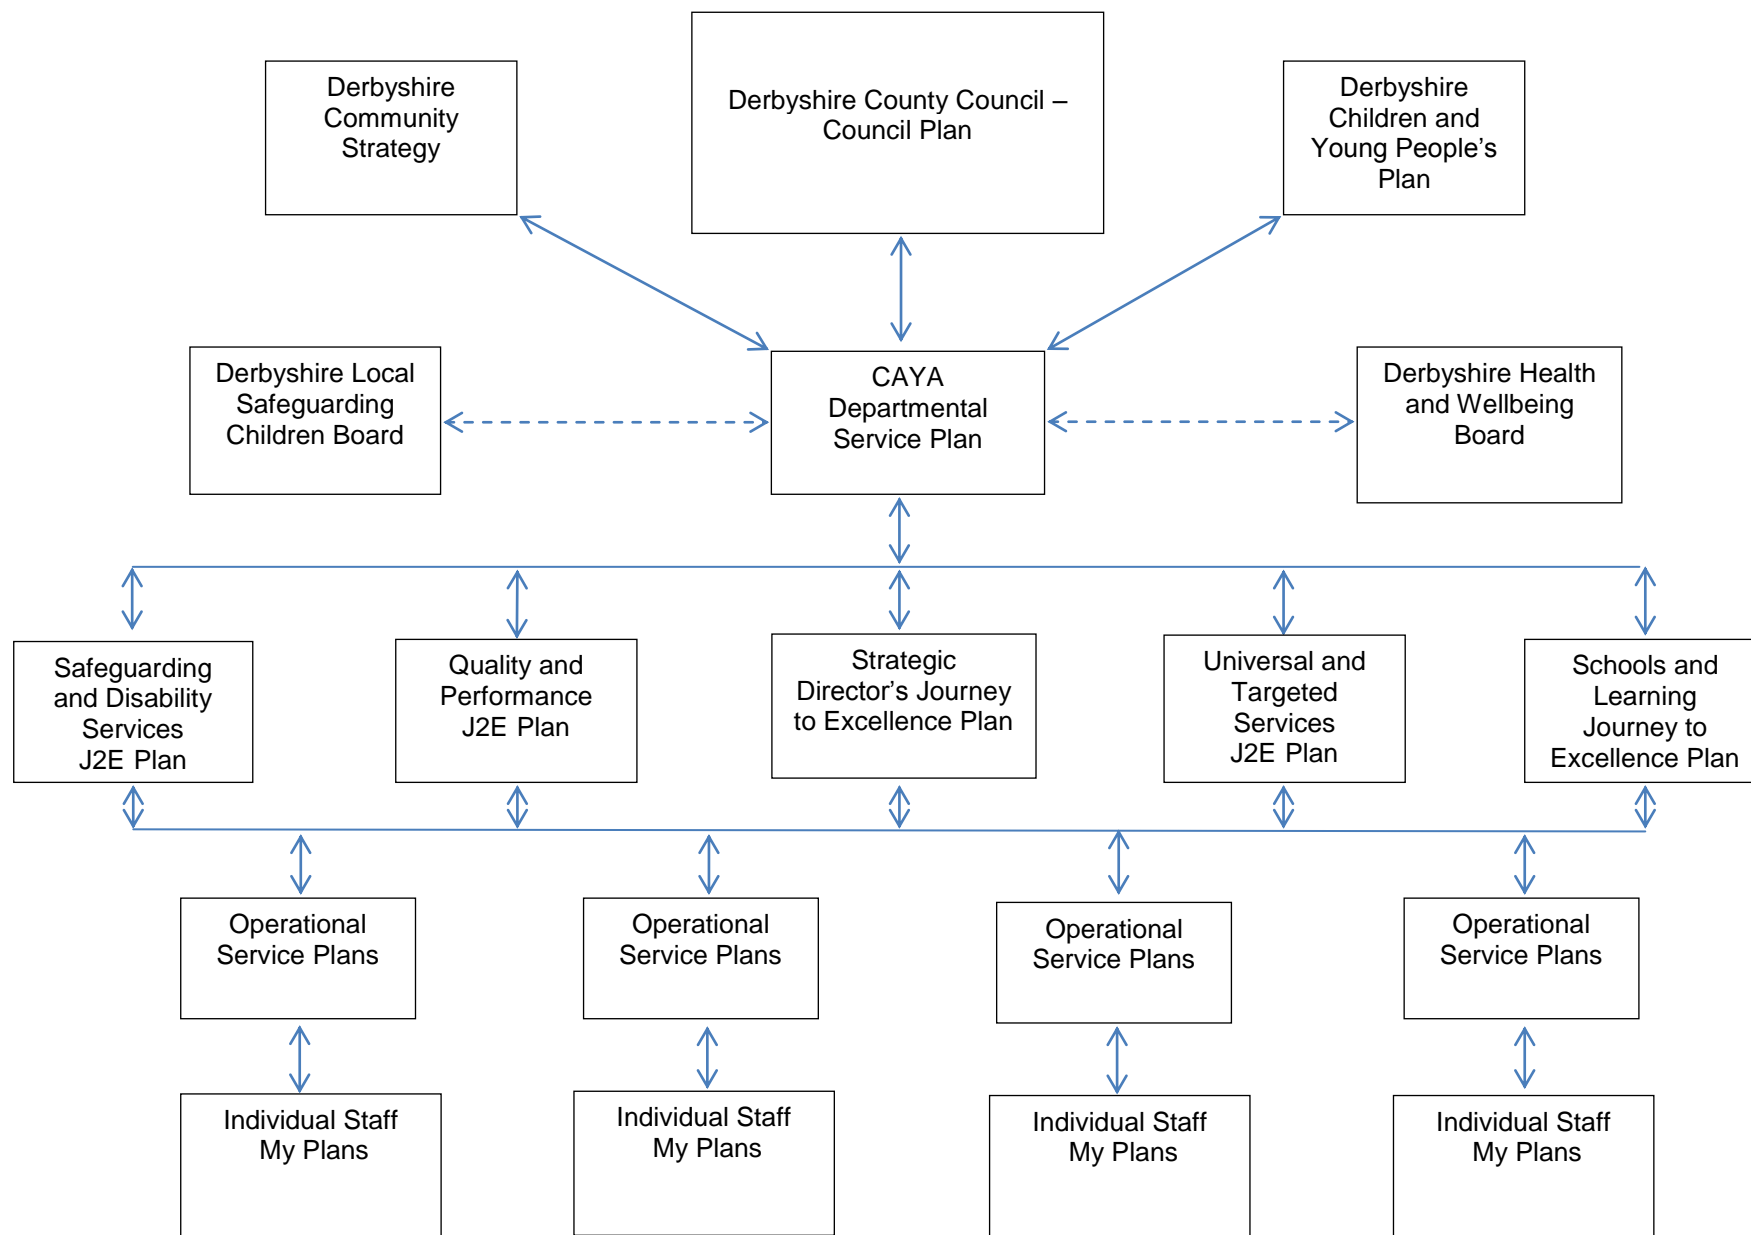 Derbyshire
Community
Strategy
Derbyshire County Council –
Council Plan
Derbyshire
Children and
Young People’s
Plan
Derbyshire Local
Safeguarding
Children Board
CAYA
Departmental
Service Plan
Derbyshire Health
and Wellbeing
Board
Safeguarding
and Disability
Services
J2E Plan
Quality and
Performance
J2E Plan
Strategic
Director’s Journey
to Excellence Plan
Universal and
Targeted
Services
J2E Plan
Schools and
Learning
Journey to
Excellence Plan
Operational
Service Plans
Operational
Service Plans
Operational
Service Plans
Operational
Service Plans
Individual Staff
My Plans
Individual Staff
My Plans
Individual Staff
My Plans
Individual Staff
My Plans